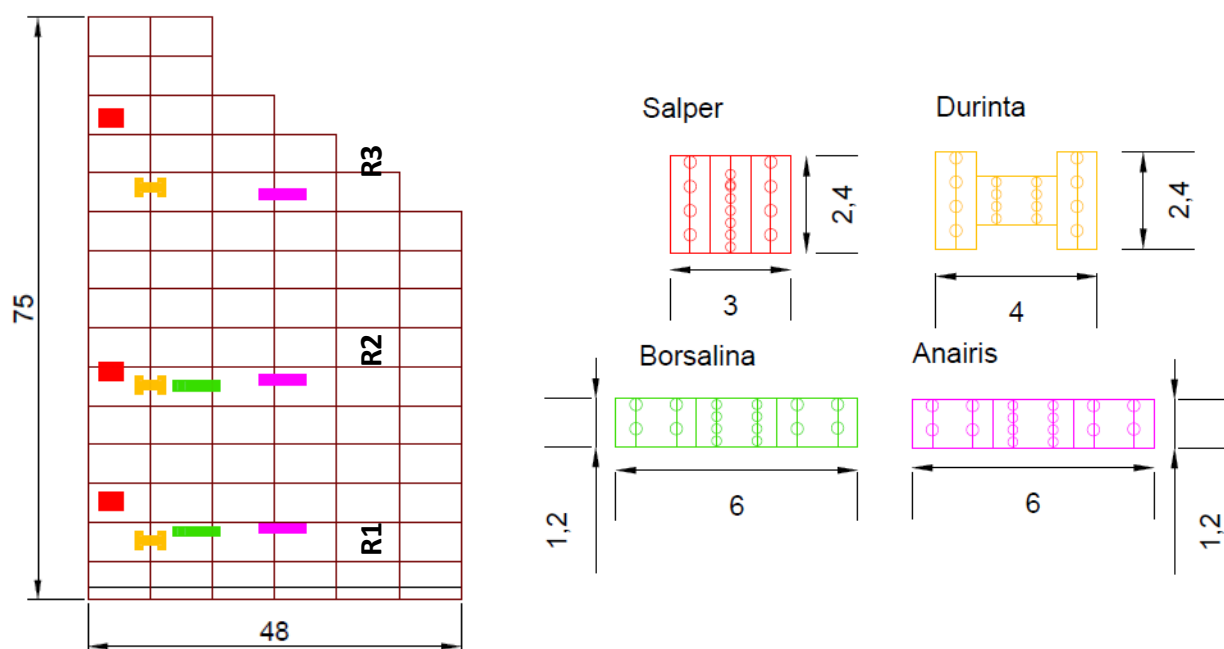 75
48
R3
R2
R1
Salper
2,4
3
Durinta
2,4
4
Borsalina
1,2
6
Anairis
6
1,2